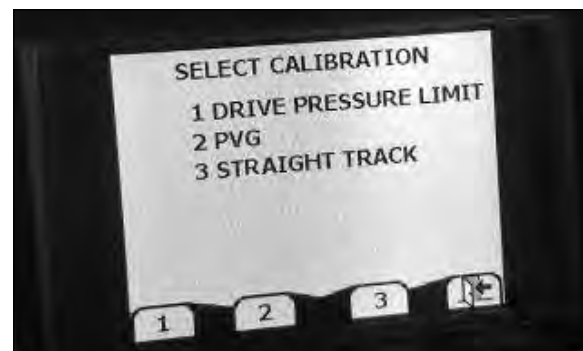 SELECT CALIBRATION
1 DRIVE PRESSURE LIMIT
2 PVG
3 STRAIGHT TRACK
1 2 3